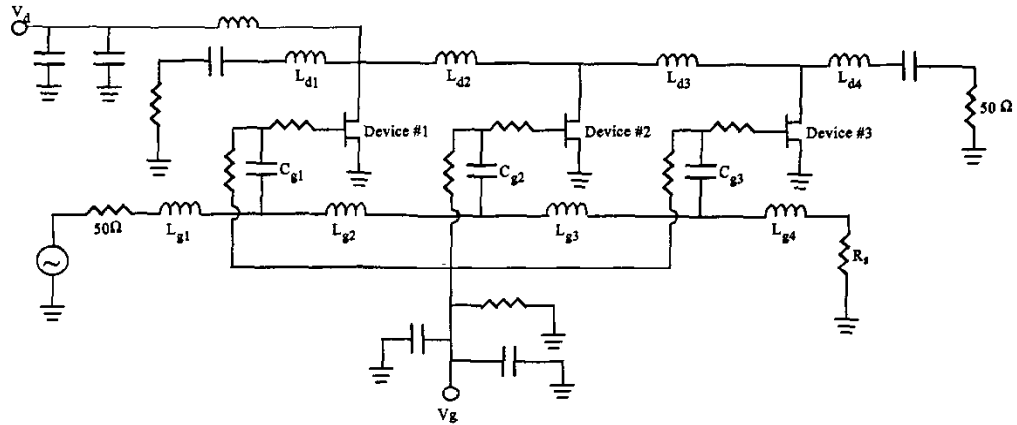 Vd
Ld1
Ld2
Ld3
Ld4
50 Ω
Device #1
Device #2
Device #3
Cg1
Cg2
Cg3
50Ω
Lg1
Lg2
Lg3
Lg4
Rs
Vg